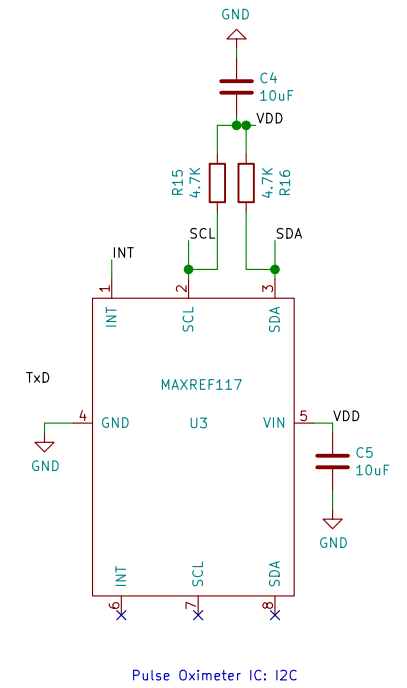 GND
C4
10uF
VDD
R15
4.7K
4.7K
R16
SCL
SDA
INT
1
2
3
INT
SCL
SDA
TxD
MAXREF117
4
GND
U3
VIN
5
VDD
GND
C5
10uF
GND
INT
SCL
SDA
6
7
8
Pulse Oximeter IC: I2C